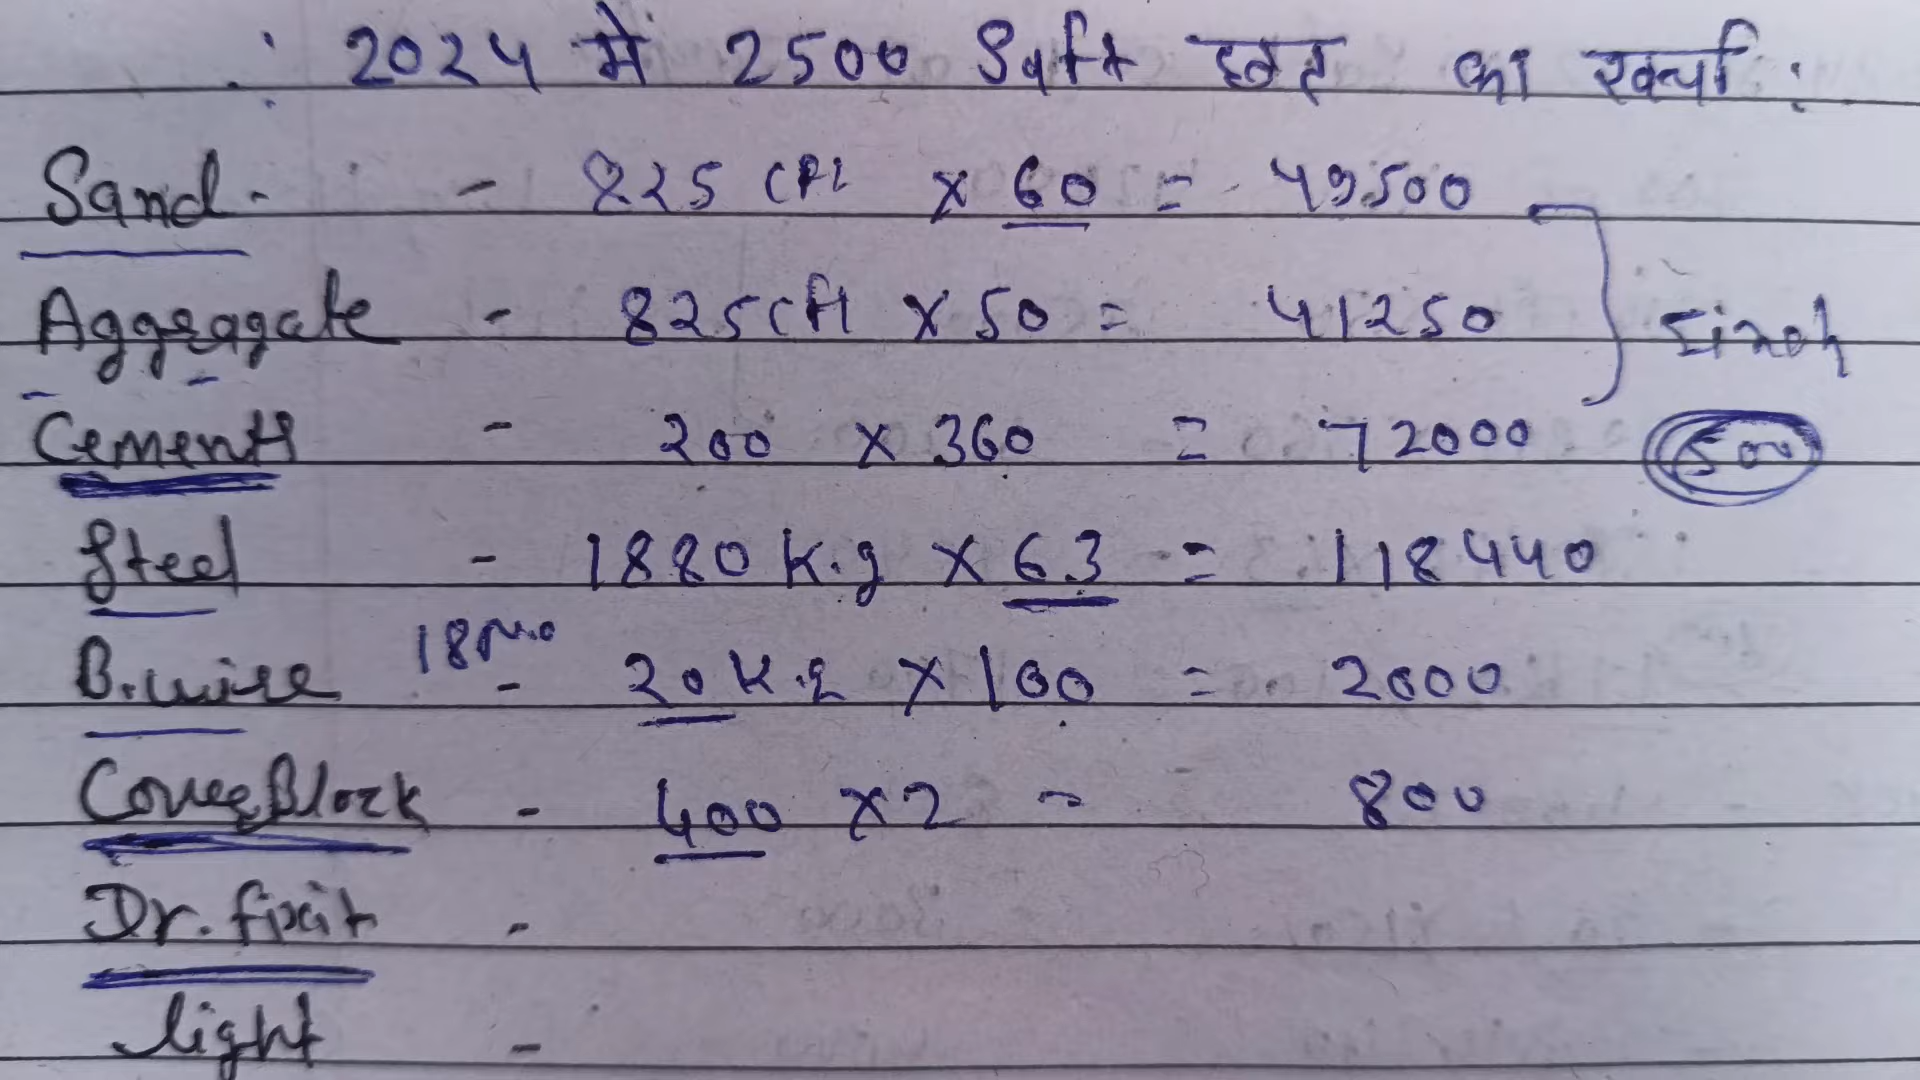 : 2024 मे 2500 Sqft छत का खर्चा :
Sand. - 825 CFt × 60 = 49500
Aggregate - 825 cft × 50 = 41250
5 inch
Cement - 200 × 360 = 72000
500
Steel - 1880 K.g × 63 = 118440
B.wire 18 No - 20 K.g × 100 = 2000
Cover Block - 400 × 2 = 800
Dr. fixit -
light -